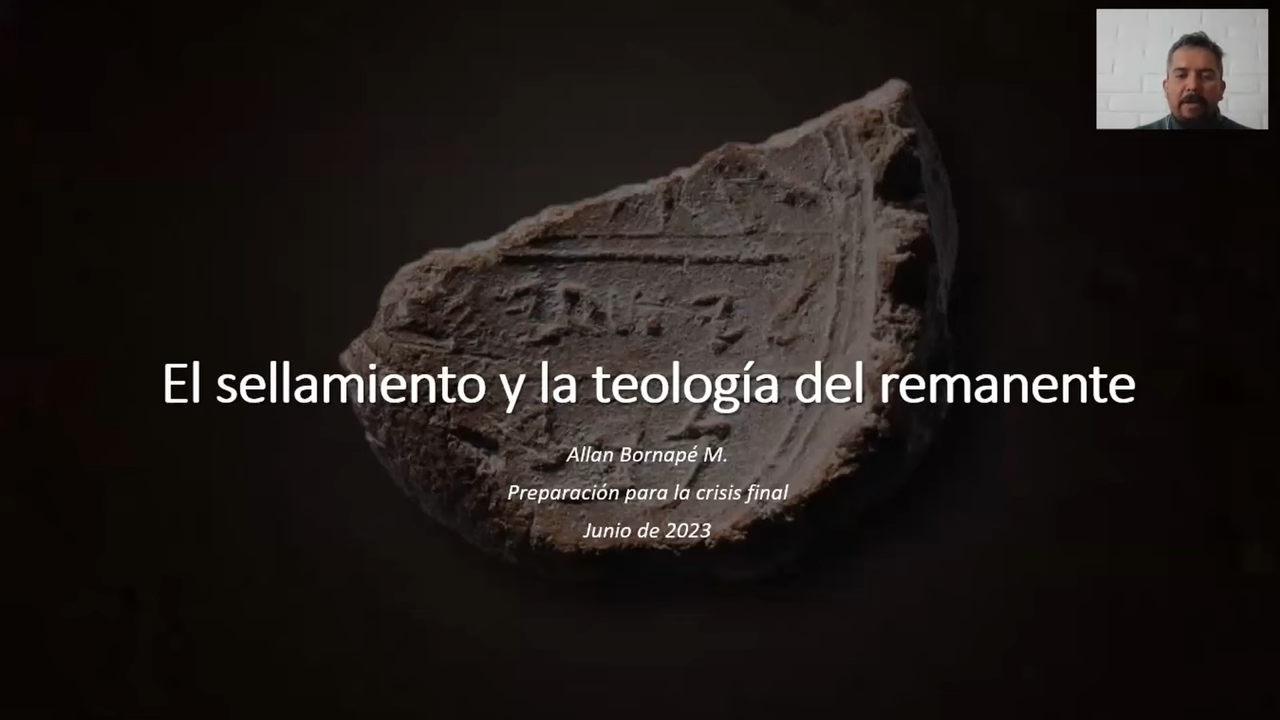 El sellamiento y la teología del remanente
Allan Bornapé M.
Preparación para la crisis final
Junio de 2023